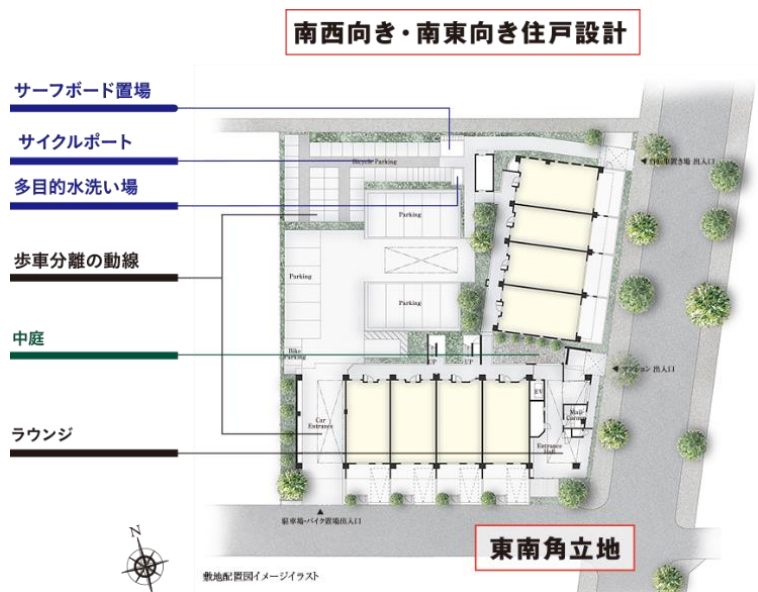 南西向き・南東向き住戸設計
サーフボード置場
サイクルポート
多目的水洗い場
歩車分離の動線
中庭
ラウンジ
Bicycle Parking
◀自転車置き場 出入口
Parking
Parking
Parking
Bike
Parking
UP
UP
◀マンション 出入口
EV
Mail
Corner
Car
Entrance
Entrance
Hall
▲
駐車場・バイク置場出入口
東南角立地
N
敷地配置図イメージイラスト